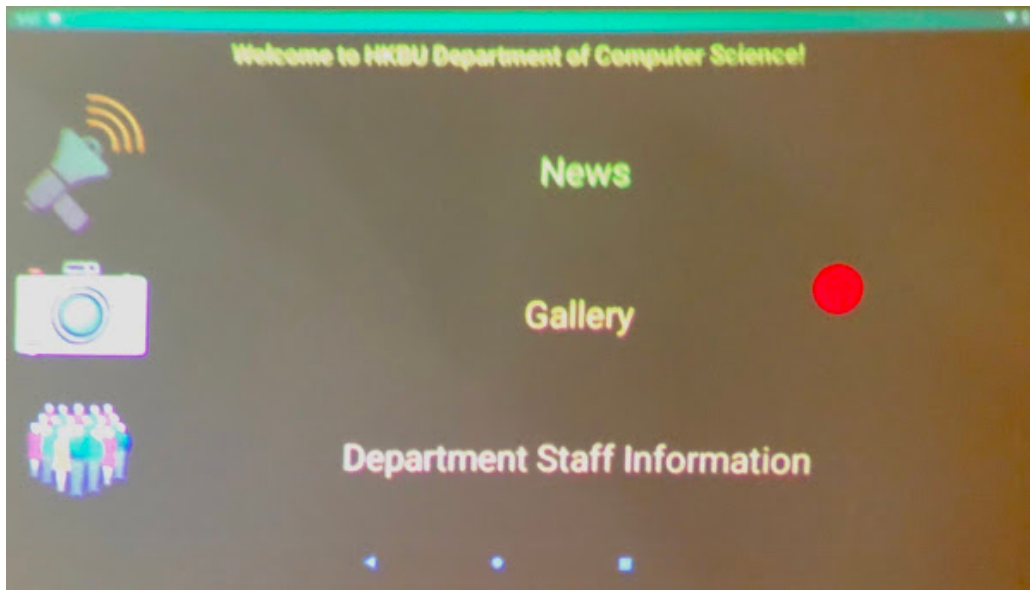 Welcome to HKBU Department of Computer Science!
News
Gallery
Department Staff Information